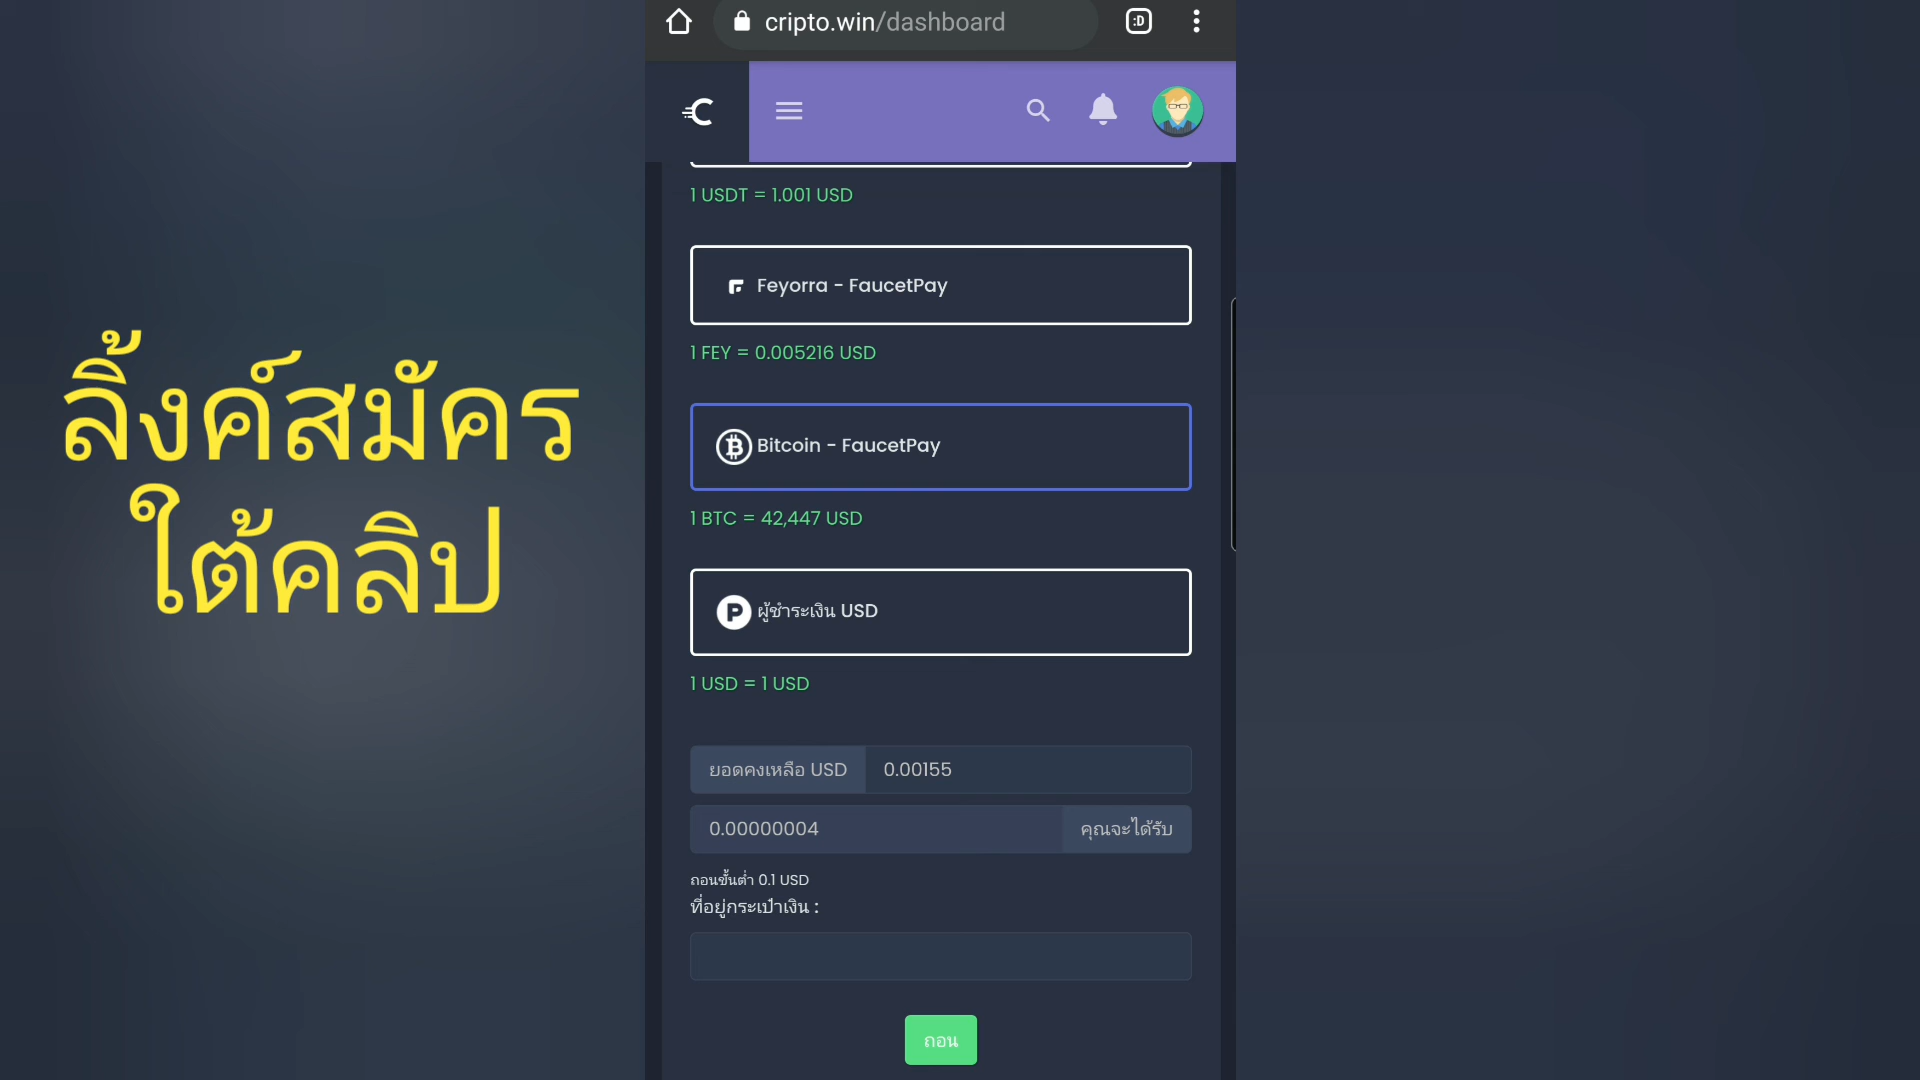 cripto.win/dashboard
:D
1 USDT = 1.001 USD
Feyorra - FaucetPay
1 FEY = 0.005216 USD
Bitcoin - FaucetPay
1 BTC = 42,447 USD
P ผู้ชำระเงิน USD
1 USD = 1 USD
ยอดคงเหลือ USD 0.00155
0.00000004 คุณจะได้รับ
ถอนขั้นต่ำ 0.1 USD
ที่อยู่กระเป๋าเงิน :
ถอน
ลิ้งค์สมัคร
ใต้คลิป